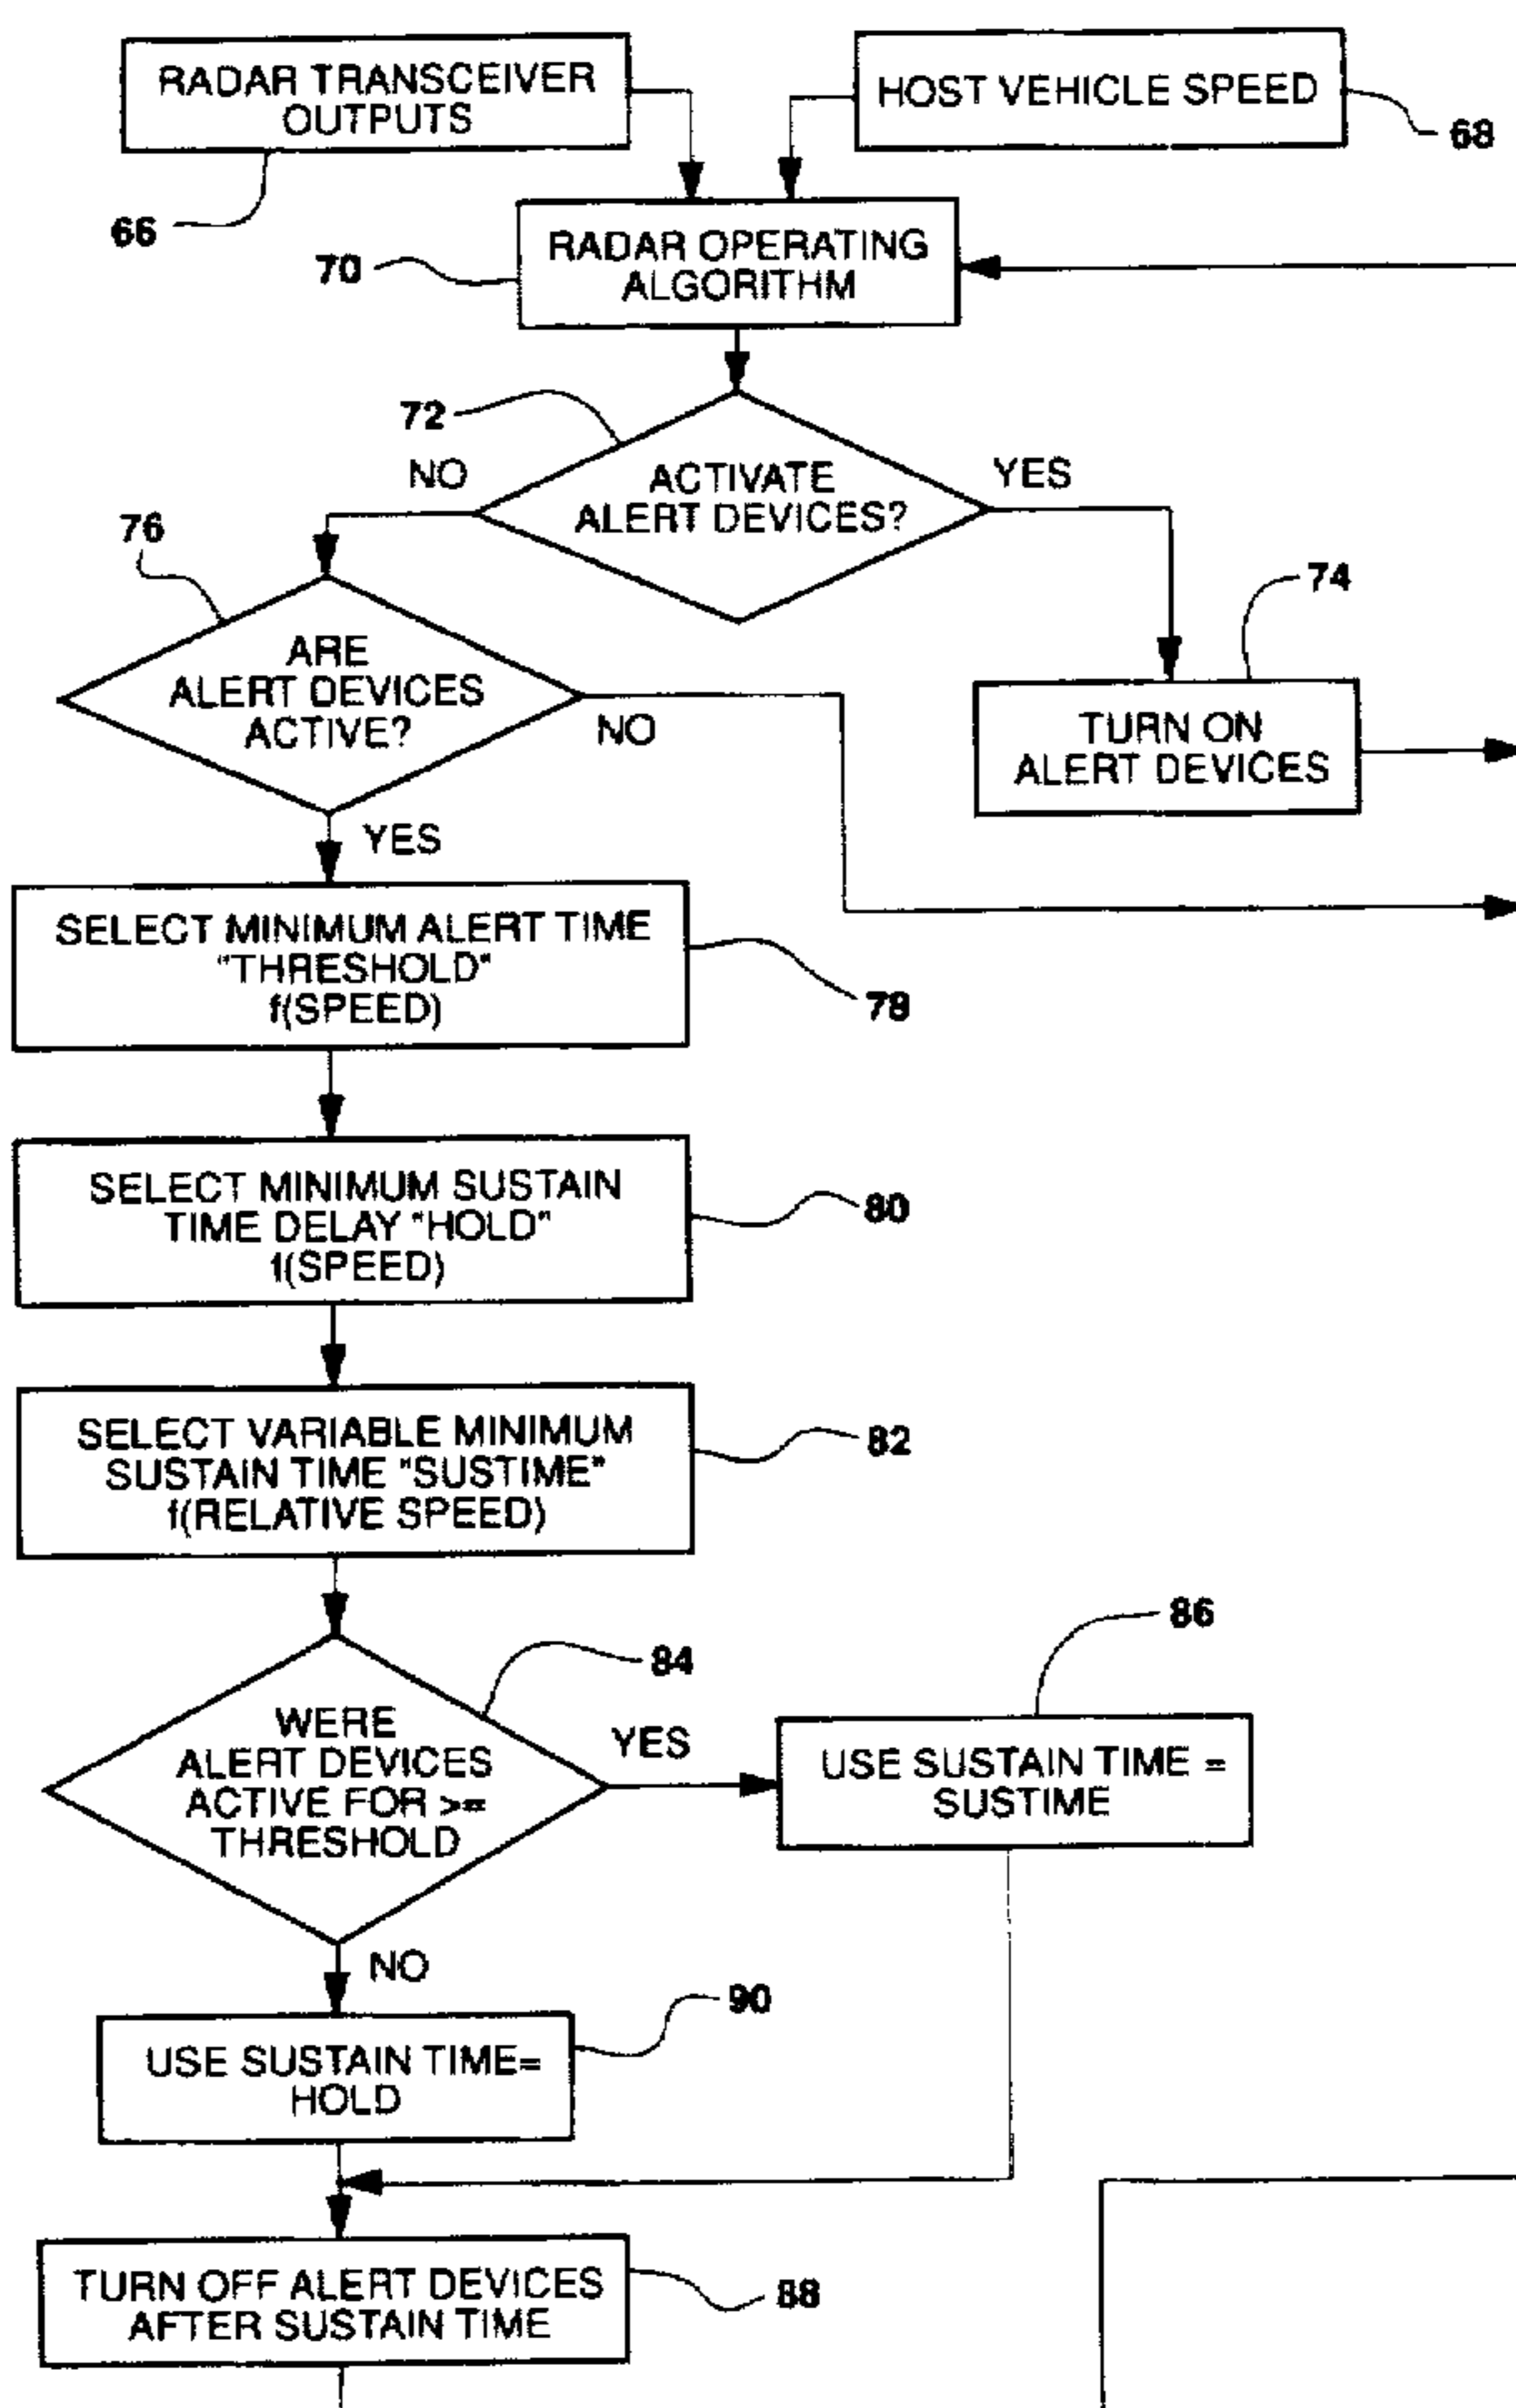 RADAR TRANSCEIVER
OUTPUTS
HOST VEHICLE SPEED
68
66
70
RADAR OPERATING
ALGORITHM
72
NO
ACTIVATE
ALERT DEVICES?
YES
76
74
ARE
ALERT DEVICES
ACTIVE?
NO
TURN ON
ALERT DEVICES
YES
SELECT MINIMUM ALERT TIME
"THRESHOLD"
f(SPEED)
78
SELECT MINIMUM SUSTAIN
TIME DELAY "HOLD"
f(SPEED)
80
SELECT VARIABLE MINIMUM
SUSTAIN TIME "SUSTIME"
f(RELATIVE SPEED)
82
86
84
WERE
ALERT DEVICES
ACTIVE FOR >=
THRESHOLD
YES
USE SUSTAIN TIME =
SUSTIME
NO
90
USE SUSTAIN TIME=
HOLD
TURN OFF ALERT DEVICES
AFTER SUSTAIN TIME
88